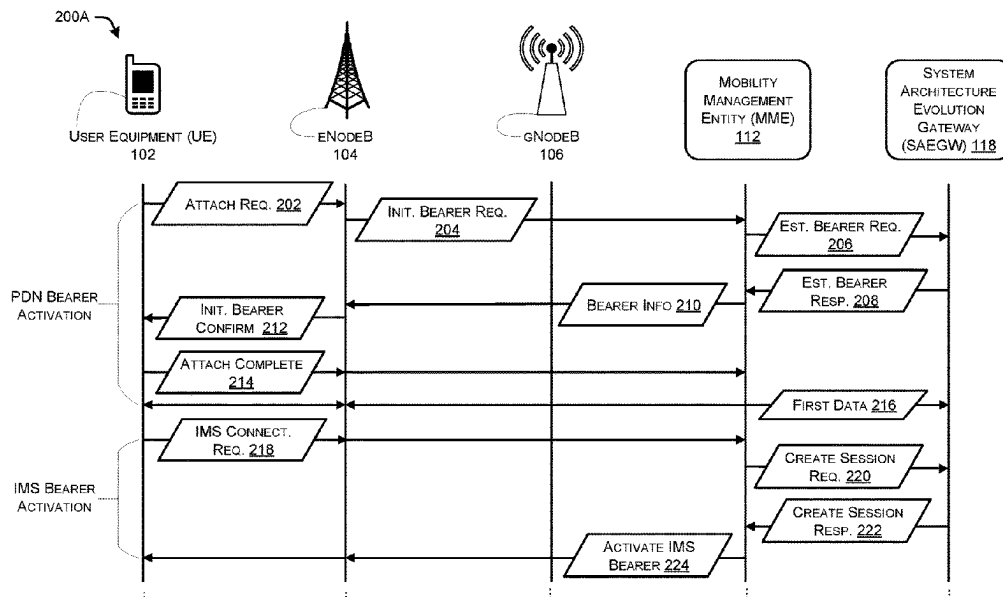 200A
USER EQUIPMENT (UE)
102
ENODEB
104
GNODEB
106
MOBILITY
MANAGEMENT
ENTITY (MME)
112
SYSTEM
ARCHITECTURE
EVOLUTION
GATEWAY
(SAEGW) 118
ATTACH REQ. 202
INIT. BEARER REQ.
204
EST. BEARER REQ.
206
PDN BEARER
ACTIVATION
EST. BEARER
RESP. 208
BEARER INFO 210
INIT. BEARER
CONFIRM 212
ATTACH COMPLETE
214
FIRST DATA 216
IMS BEARER
ACTIVATION
IMS CONNECT.
REQ. 218
CREATE SESSION
REQ. 220
CREATE SESSION
RESP. 222
ACTIVATE IMS
BEARER 224